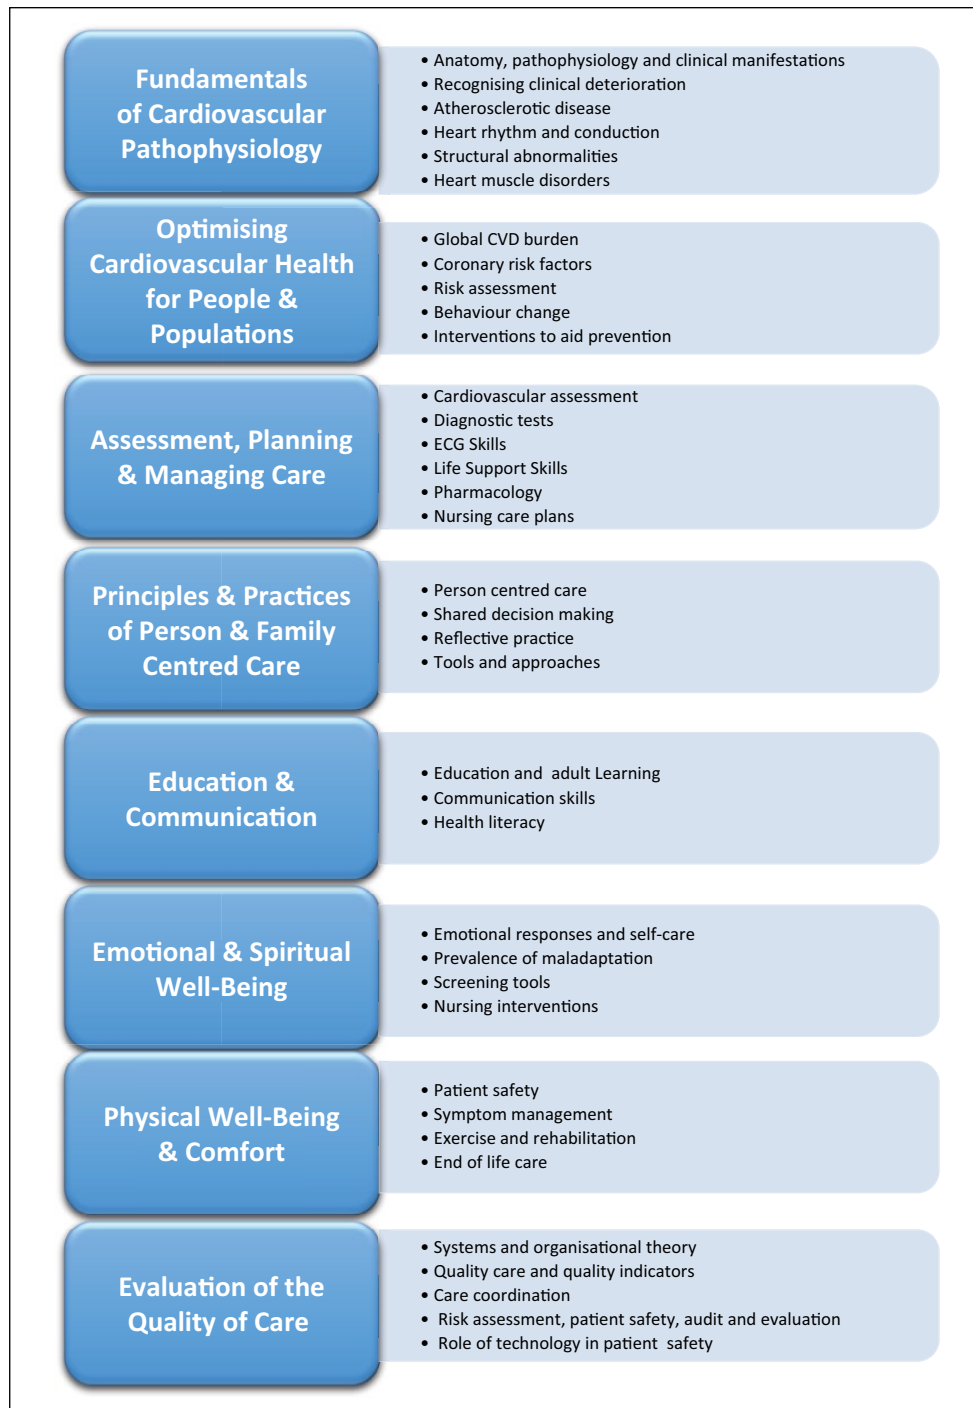 Fundamentals
of Cardiovascular
Pathophysiology
• Anatomy, pathophysiology and clinical manifestations
• Recognising clinical deterioration
• Atherosclerotic disease
• Heart rhythm and conduction
• Structural abnormalities
• Heart muscle disorders
Optimising
Cardiovascular Health
for People &
Populations
• Global CVD burden
• Coronary risk factors
• Risk assessment
• Behaviour change
• Interventions to aid prevention
Assessment, Planning
& Managing Care
• Cardiovascular assessment
• Diagnostic tests
• ECG Skills
• Life Support Skills
• Pharmacology
• Nursing care plans
Principles & Practices
of Person & Family
Centred Care
• Person centred care
• Shared decision making
• Reflective practice
• Tools and approaches
Education &
Communication
• Education and adult Learning
• Communication skills
• Health literacy
Emotional & Spiritual
Well-Being
• Emotional responses and self-care
• Prevalence of maladaptation
• Screening tools
• Nursing interventions
Physical Well-Being
& Comfort
• Patient safety
• Symptom management
• Exercise and rehabilitation
• End of life care
Evaluation of the
Quality of Care
• Systems and organisational theory
• Quality care and quality indicators
• Care coordination
• Risk assessment, patient safety, audit and evaluation
• Role of technology in patient safety